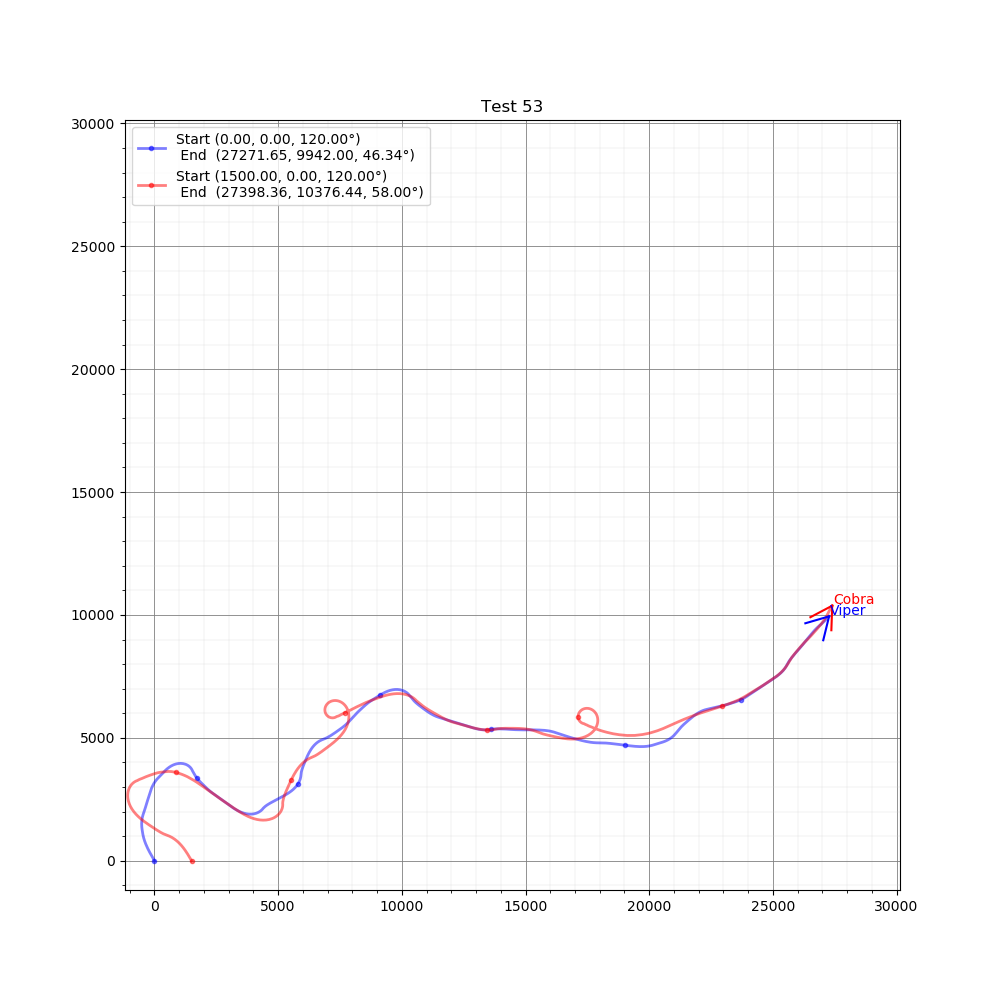 Test 53
Start (0.00, 0.00, 120.00°)
End  (27271.65, 9942.00, 46.34°)
Start (1500.00, 0.00, 120.00°)
End  (27398.36, 10376.44, 58.00°)
30000
25000
20000
15000
10000
5000
0
Cobra
Viper
0
5000
10000
15000
20000
25000
30000